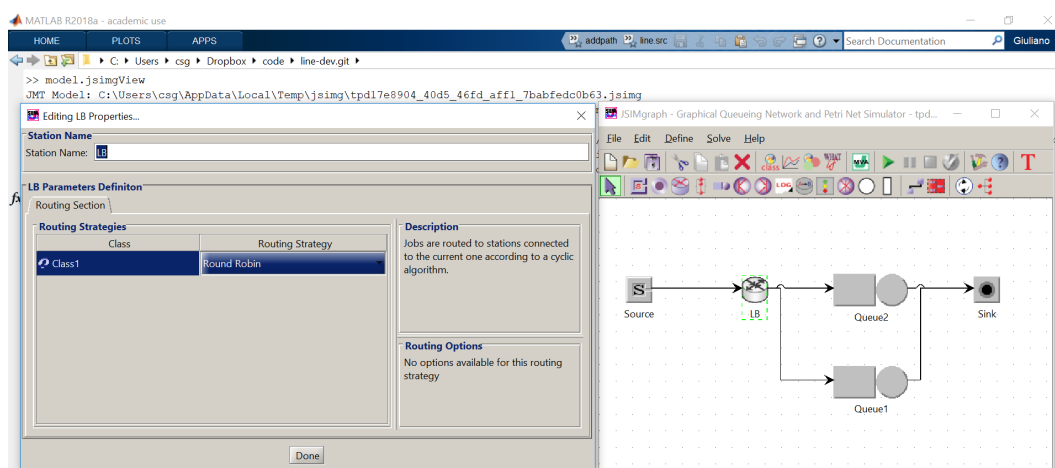 MATLAB R2018a - academic use
HOME PLOTS APPS addpath line.src Search Documentation Giuliano
C: Users csg Dropbox code line-dev.git
>> model.jsimgView
JMT Model: C:\Users\csg\AppData\Local\Temp\jsimg\tpd17e8904_40d5_46fd_aff1_7babfedc0b63.jsimg
fx
Editing LB Properties...
Station Name
Station Name: LB
LB Parameters Definiton
Routing Section
Routing Strategies
Class Routing Strategy
Class1 Round Robin
Description
Jobs are routed to stations connected
to the current one according to a cyclic
algorithm.
Routing Options
No options available for this routing
strategy
Done
JSIMgraph - Graphical Queueing Network and Petri Net Simulator - tpd...
File Edit Define Solve Help
class WHAT IF MVA T
LOG
S
Source
LB
Queue2
Sink
Queue1